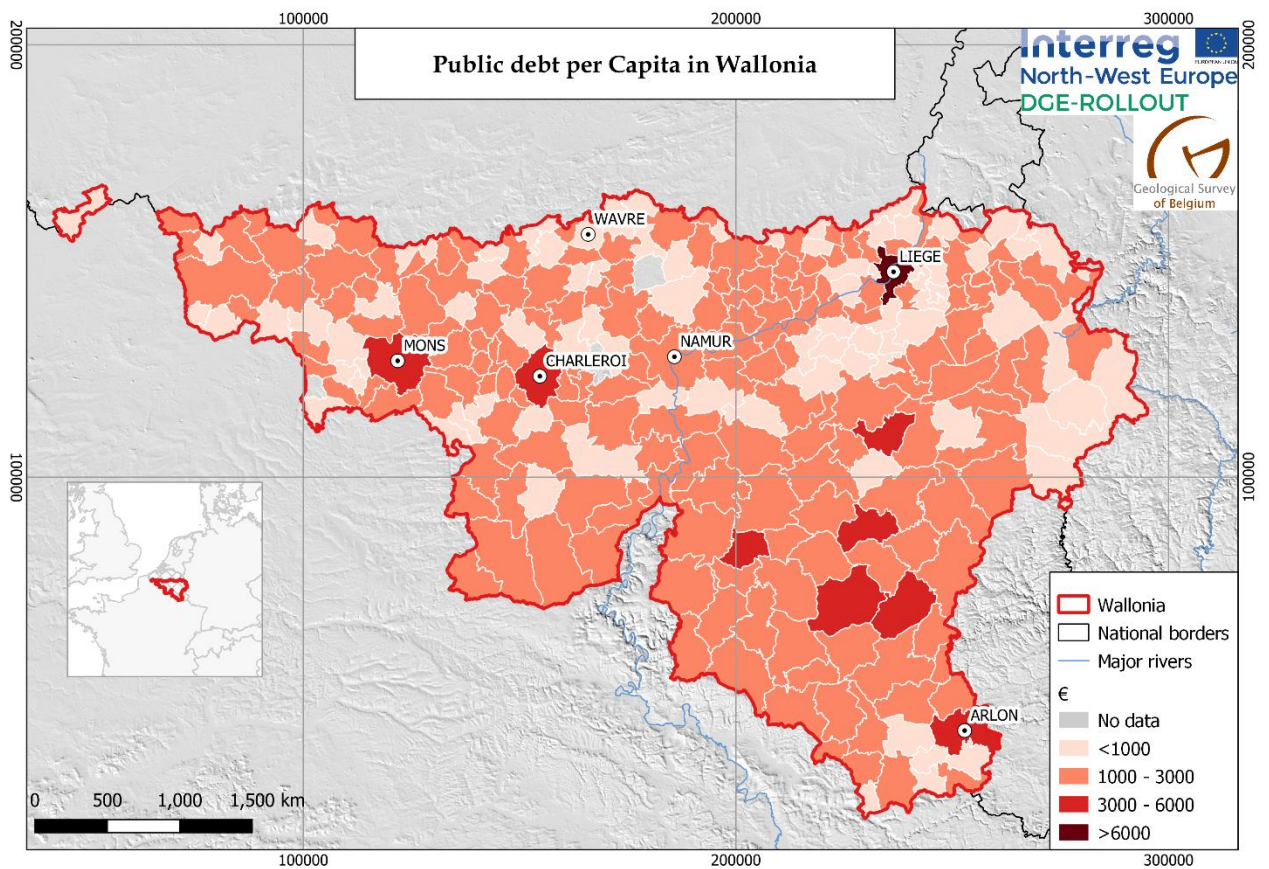 100000
200000
300000
200000
200000
Public debt per Capita in Wallonia
Interreg
EUROPEAN UNION
North-West Europe
DGE-ROLLOUT
Geological Survey
of Belgium
WAVRE
LIEGE
MONS
CHARLEROI
NAMUR
100000
100000
ARLON
Wallonia
National borders
Major rivers
€
No data
<1000
1000 - 3000
3000 - 6000
>6000
0 500 1,000 1,500 km
100000
200000
300000